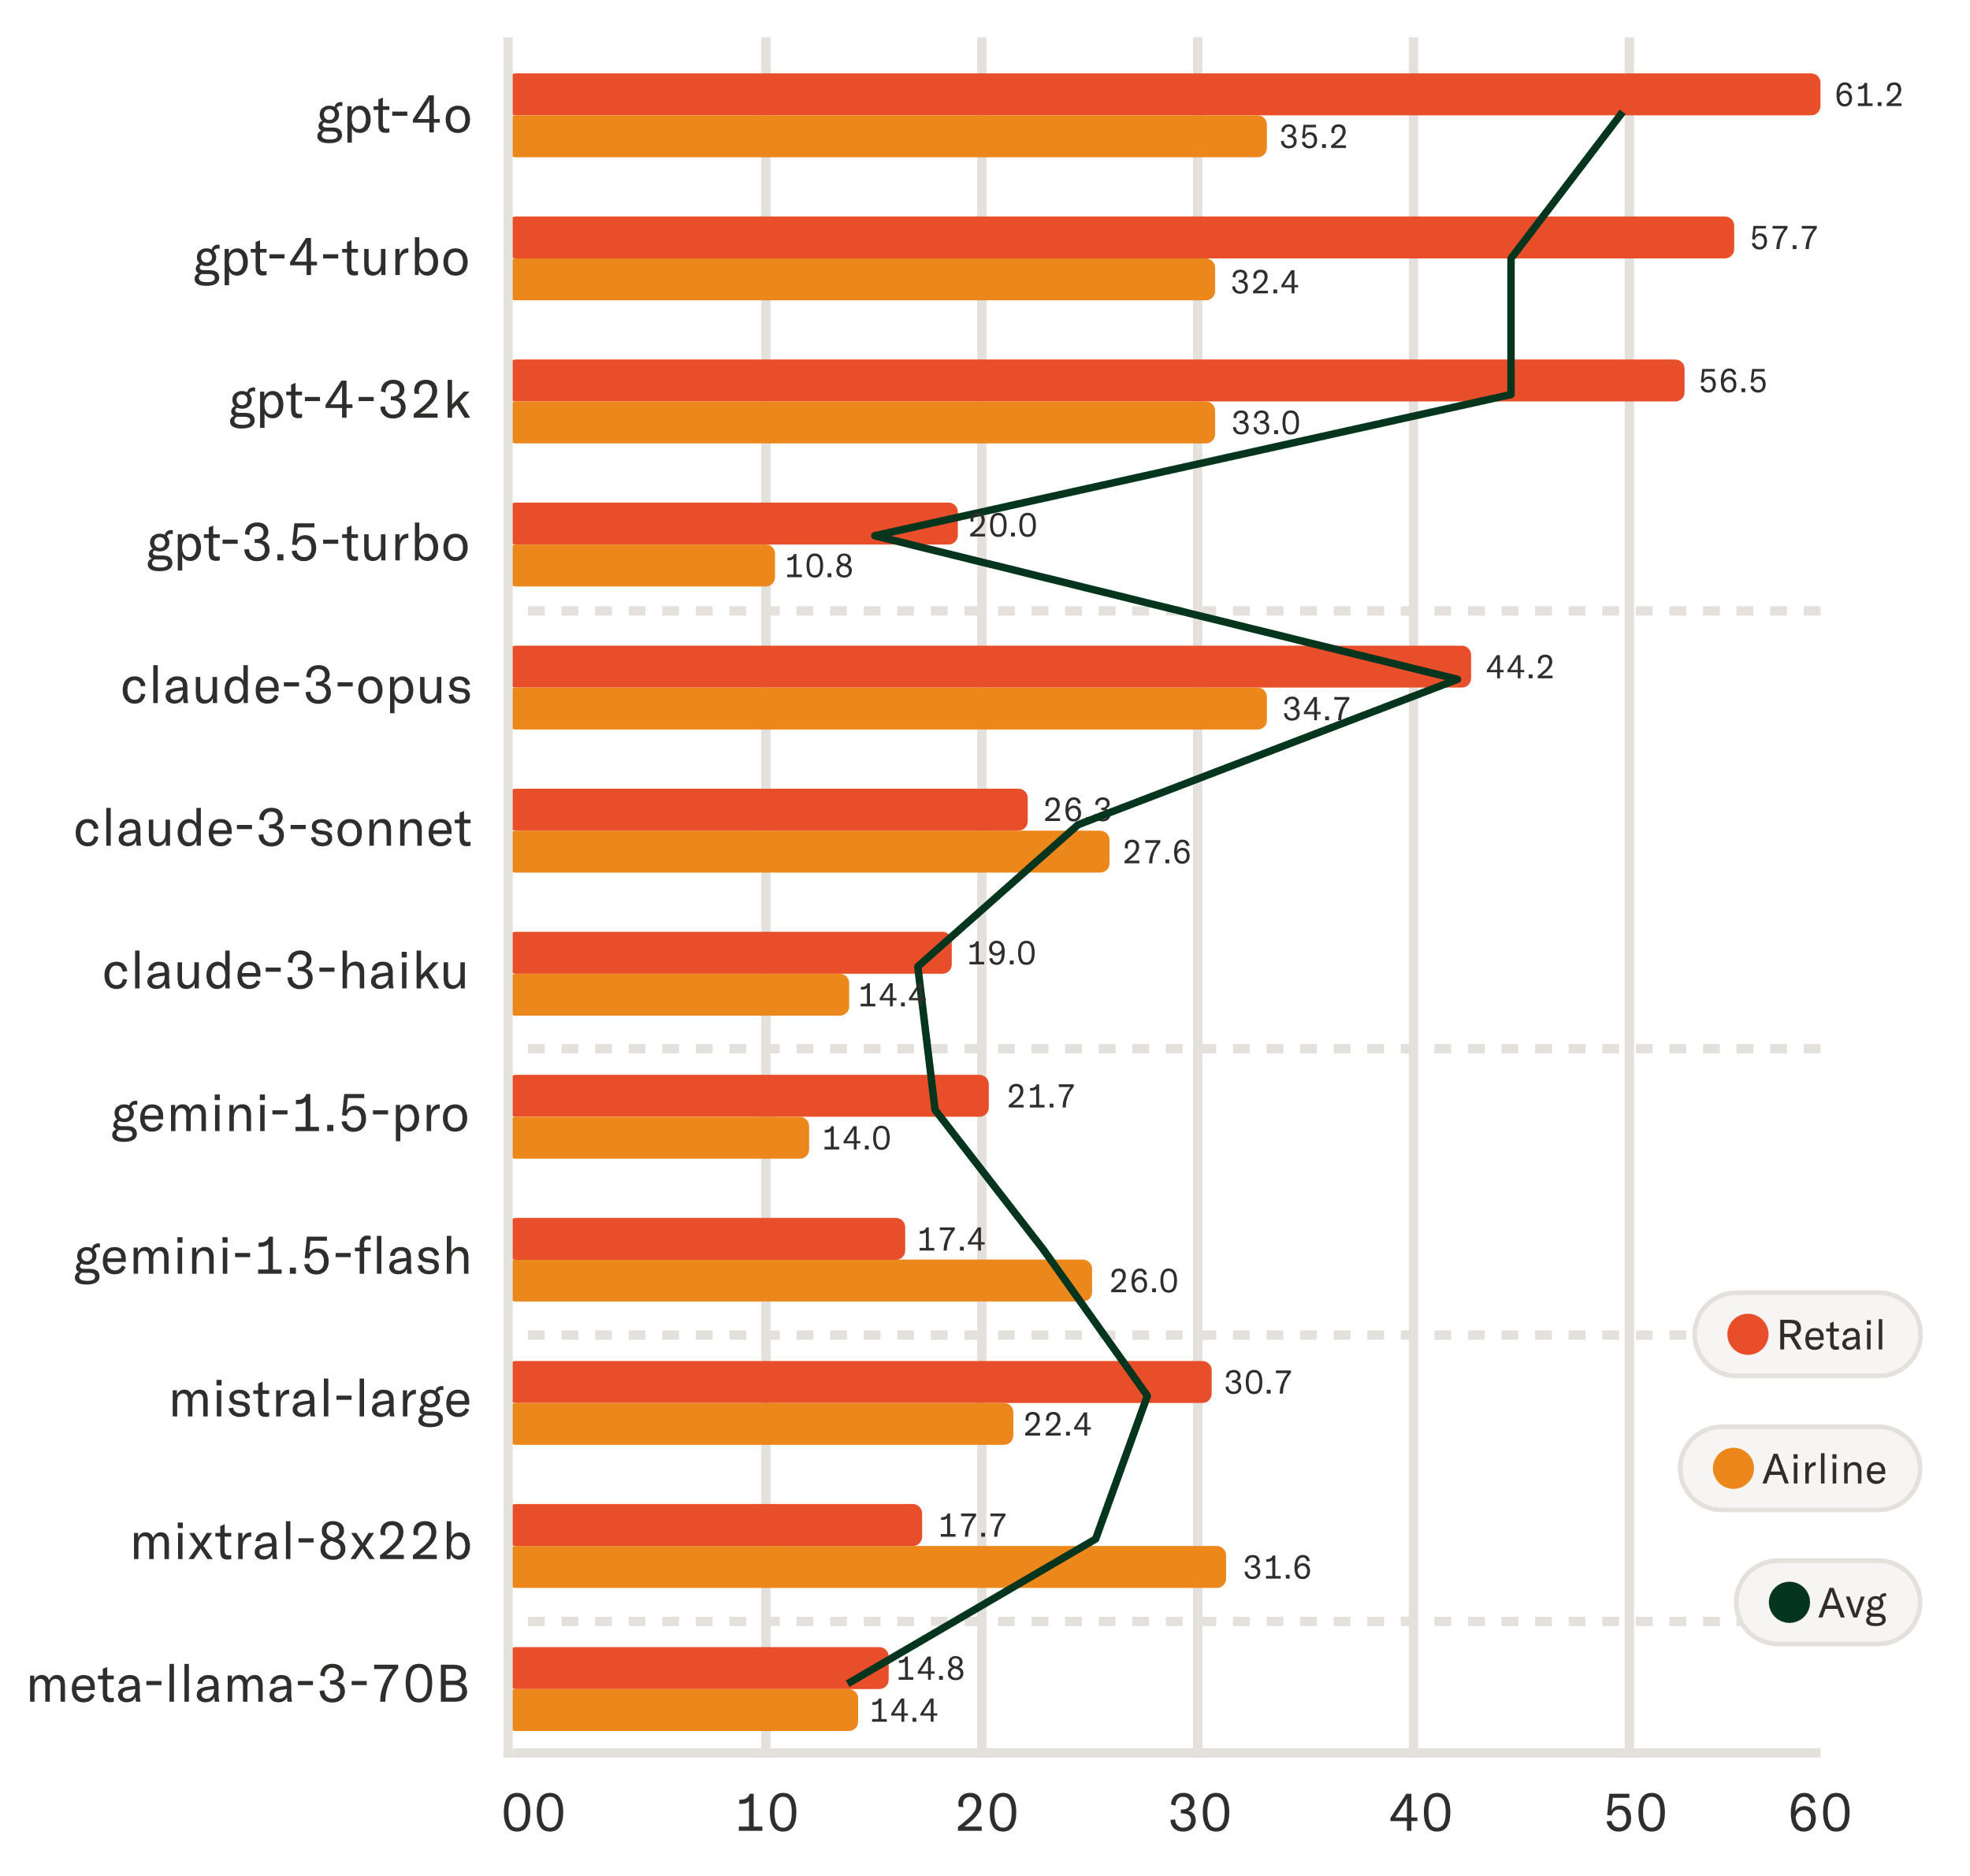 gpt-4o
61.2
35.2
gpt-4-turbo
57.7
32.4
gpt-4-32k
56.5
33.0
gpt-3.5-turbo
20.0
10.8
claude-3-opus
44.2
34.7
claude-3-sonnet
26.3
27.6
claude-3-haiku
19.0
14.4
gemini-1.5-pro
21.7
14.0
gemini-1.5-flash
17.4
26.0
mistral-large
30.7
22.4
mixtral-8x22b
17.7
31.6
meta-llama-3-70B
14.8
14.4
Retail
Airline
Avg
00 10 20 30 40 50 60